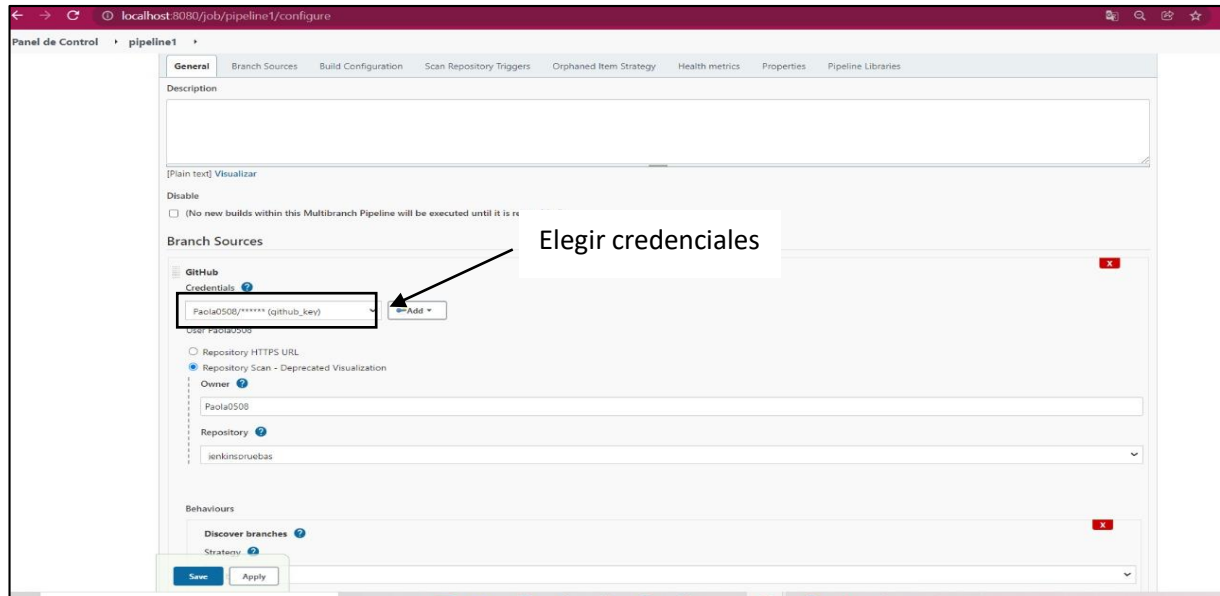 localhost:8080/job/pipeline1/configure
Panel de Control pipeline1
General Branch Sources Build Configuration Scan Repository Triggers Orphaned Item Strategy Health metrics Properties Pipeline Libraries
Description
[Plain text] Visualizar
Disable
(No new builds within this Multibranch Pipeline will be executed until it is re
Elegir credenciales
Branch Sources
X
GitHub
Credentials ?
Paola0508/****** (github_key) Add
User Paola0508
Repository HTTPS URL
Repository Scan - Deprecated Visualization
Owner ?
Paola0508
Repository ?
jenkinspruebas
Behaviours
X
Discover branches ?
Strategy ?
Save Apply